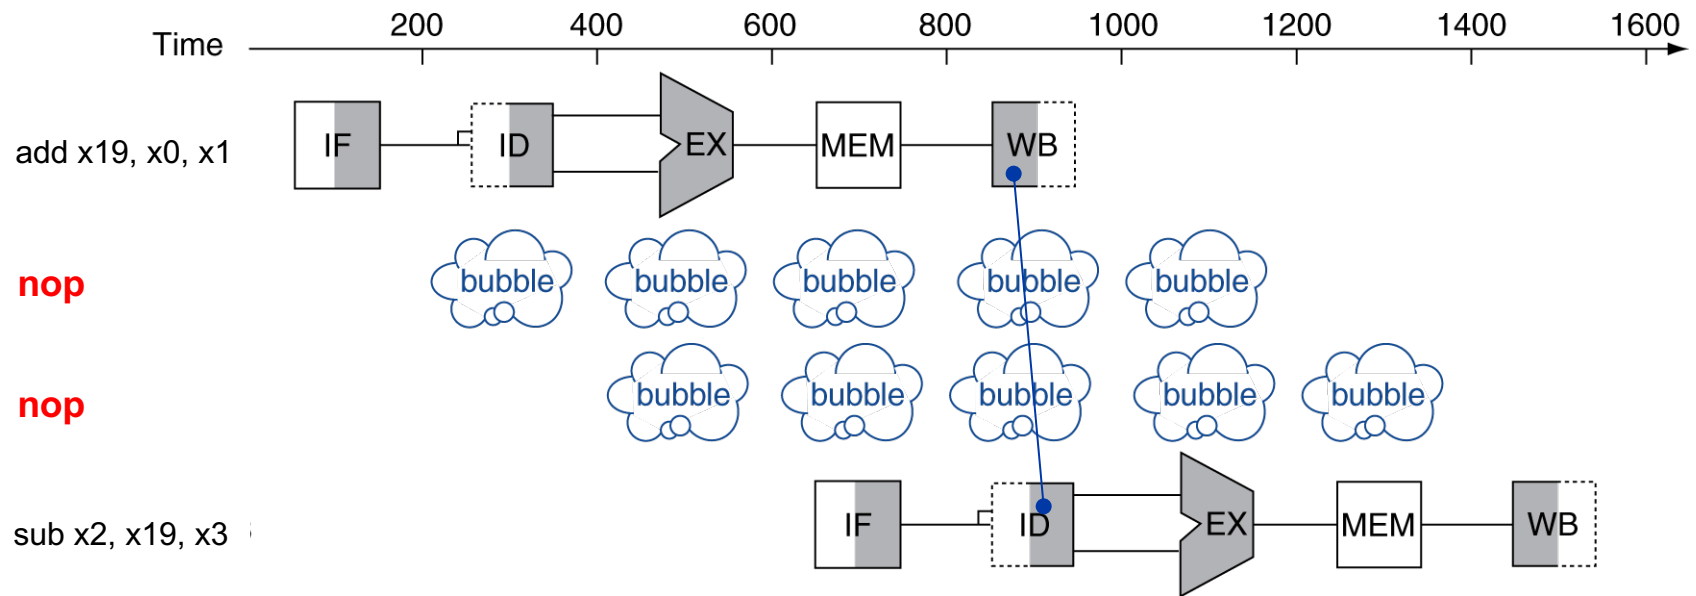 200 400 600 800 1000 1200 1400 1600
Time
add x19, x0, x1 IF ID EX MEM WB
nop bubble bubble bubble bubble bubble
nop bubble bubble bubble bubble bubble
sub x2, x19, x3 IF ID EX MEM WB